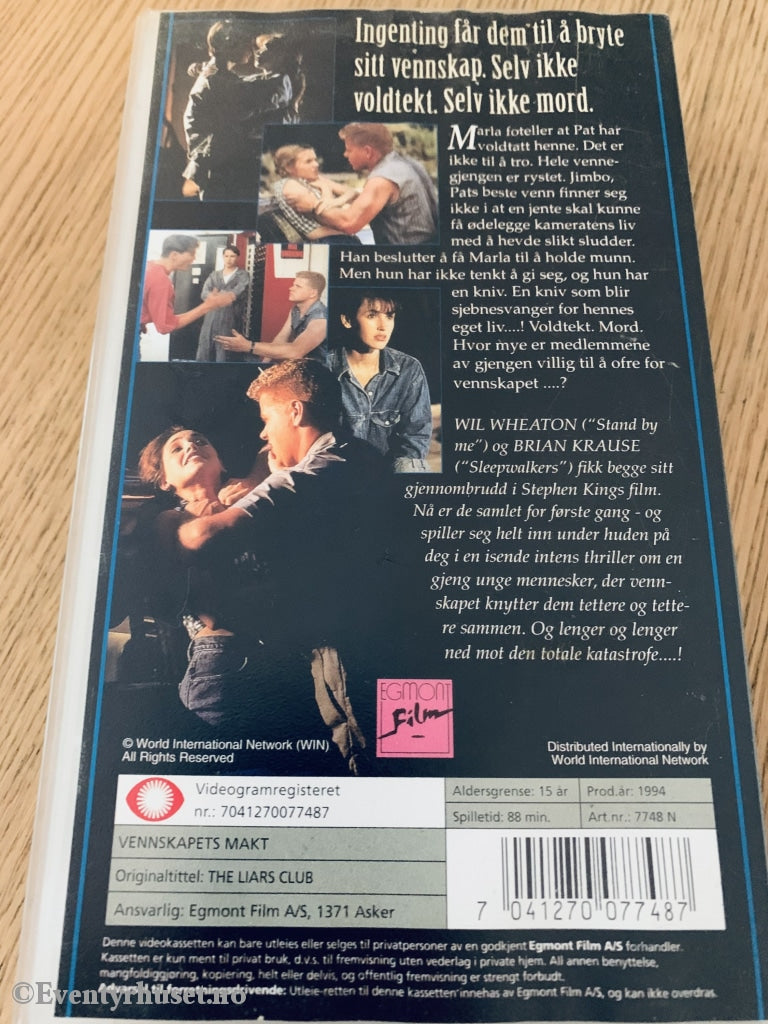 Ingenting får dem til å bryte
sitt vennskap. Selv ikke
voldtekt. Selv ikke mord.
Marla foteller at Pat har
voldtatt henne. Det er
ikke til å tro. Hele venne-
gjengen er rystet. Jimbo,
Pats beste venn finner seg
ikke i at en jente skal kunne
få ødelegge kameratens liv
med å hevde slikt sludder.
Han beslutter å få Marla til å holde munn.
Men hun har ikke tenkt å gi seg, og hun har
en kniv. En kniv som blir
sjebnesvanger for hennes
eget liv....! Voldtekt. Mord.
Hvor mye er medlemmene
av gjengen villig til å ofre for
vennskapet ....?
WIL WHEATON ("Stand by
me") og BRIAN KRAUSE
("Sleepwalkers") fikk begge sitt
gjennombrudd i Stephen Kings film.
Nå er de samlet for første gang - og
spiller seg helt inn under huden på
deg i en isende intens thriller om en
gjeng unge mennesker, der venn-
skapet knytter dem tettere og tette-
re sammen. Og lenger og lenger
ned mot den totale katastrofe....!
EGMONT
Film
© World International Network (WIN)
All Rights Reserved
Distributed Internationally by
World International Network
Videogramregisteret
nr.: 7041270077487
Aldersgrense: 15 år
Prod.år: 1994
Spilletid: 88 min.
Art.nr.: 7748 N
VENNSKAPETS MAKT
Originaltittel: THE LIARS CLUB
Ansvarlig: Egmont Film A/S, 1371 Asker
7 041270 077487
Denne videokassetten kan bare utleies eller selges til privatpersoner av en godkjent Egmont Film A/S forhandler.
Kassetten er kun ment til privat bruk, d.v.s. til fremvisning uten vederlag i private hjem. All annen benyttelse,
mangfoldiggjøring, kopiering, helt eller delvis, og offentlig fremvisning er strengt forbudt.
Advarsel til forretningsdrivende: Utleie-retten til denne kassetten innehas av Egmont Film A/S, og kan ikke overdras.
©Eventyrhuset.no